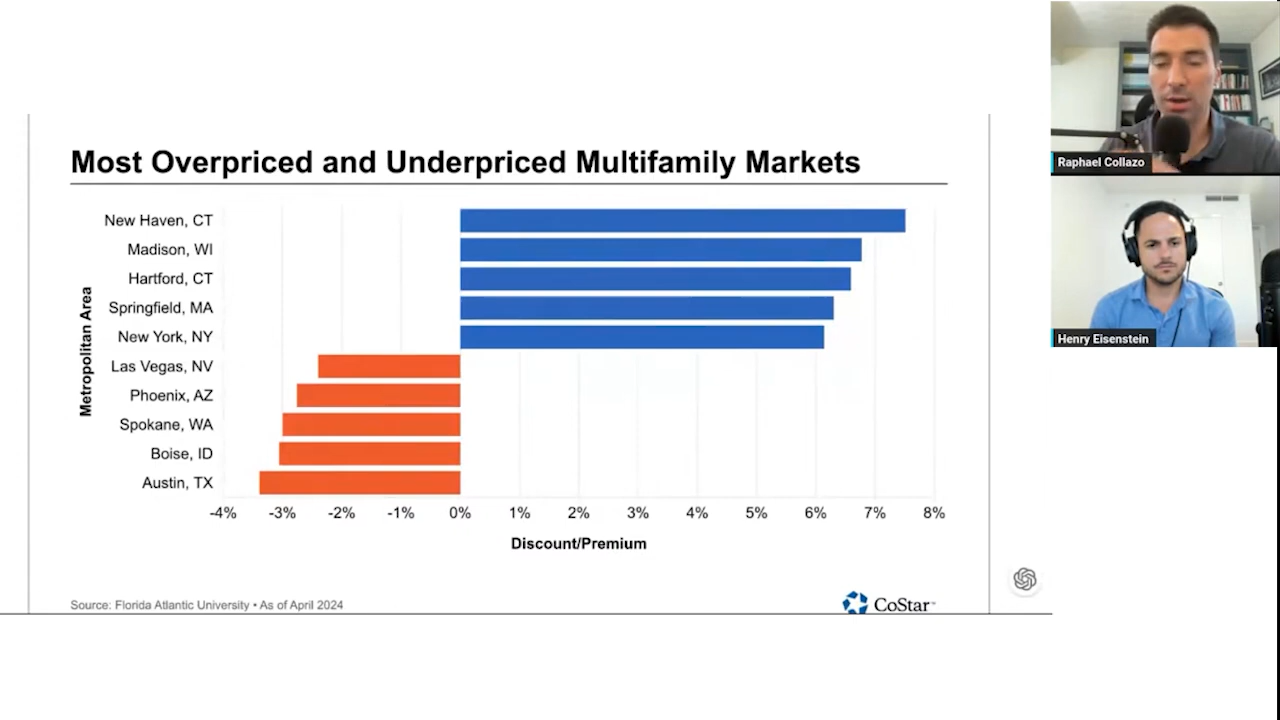 Most Overpriced and Underpriced Multifamily Markets
Metropolitan Area
New Haven, CT
Madison, WI
Hartford, CT
Springfield, MA
New York, NY
Las Vegas, NV
Phoenix, AZ
Spokane, WA
Boise, ID
Austin, TX
-4% -3% -2% -1% 0% 1% 2% 3% 4% 5% 6% 7% 8%
Discount/Premium
Source: Florida Atlantic University • As of April 2024
CoStar™
Raphael Collazo
Henry Eisenstein